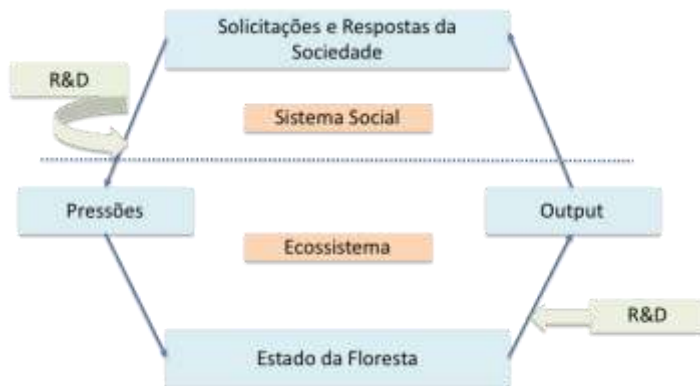 Solicitações e Respostas da
Sociedade
R&D
Sistema Social
Pressões
Output
Ecossistema
R&D
Estado da Floresta